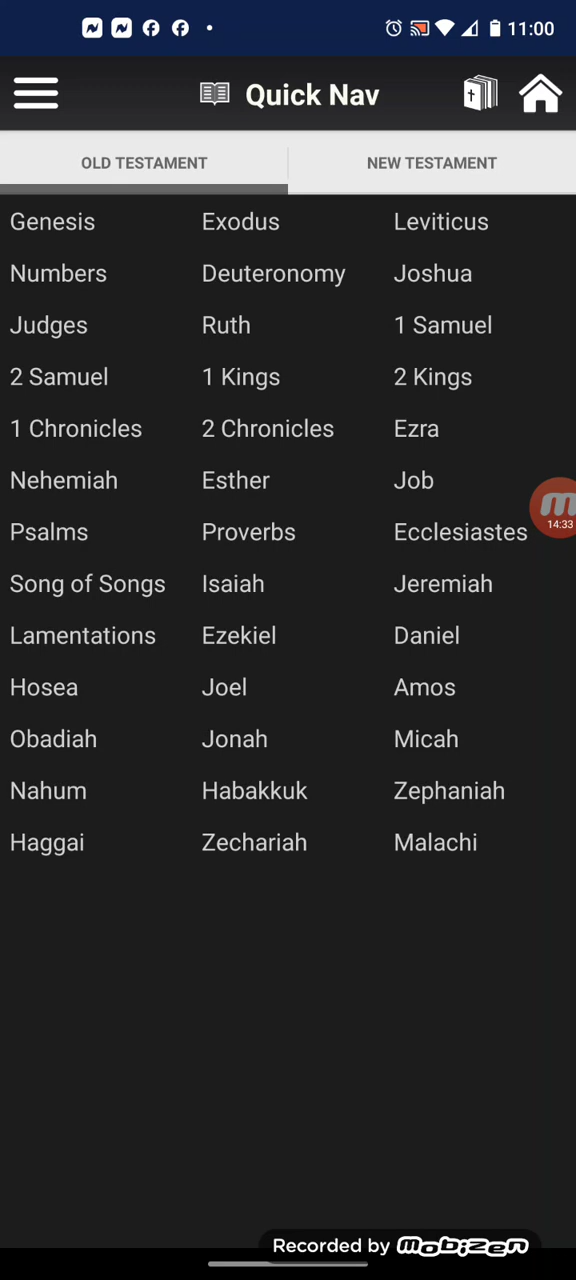 11:00
Quick Nav
OLD TESTAMENT NEW TESTAMENT
Genesis Exodus Leviticus
Numbers Deuteronomy Joshua
Judges Ruth 1 Samuel
2 Samuel 1 Kings 2 Kings
1 Chronicles 2 Chronicles Ezra
Nehemiah Esther Job
14:33
Psalms Proverbs Ecclesiastes
Song of Songs Isaiah Jeremiah
Lamentations Ezekiel Daniel
Hosea Joel Amos
Obadiah Jonah Micah
Nahum Habakkuk Zephaniah
Haggai Zechariah Malachi
Recorded by mobizen